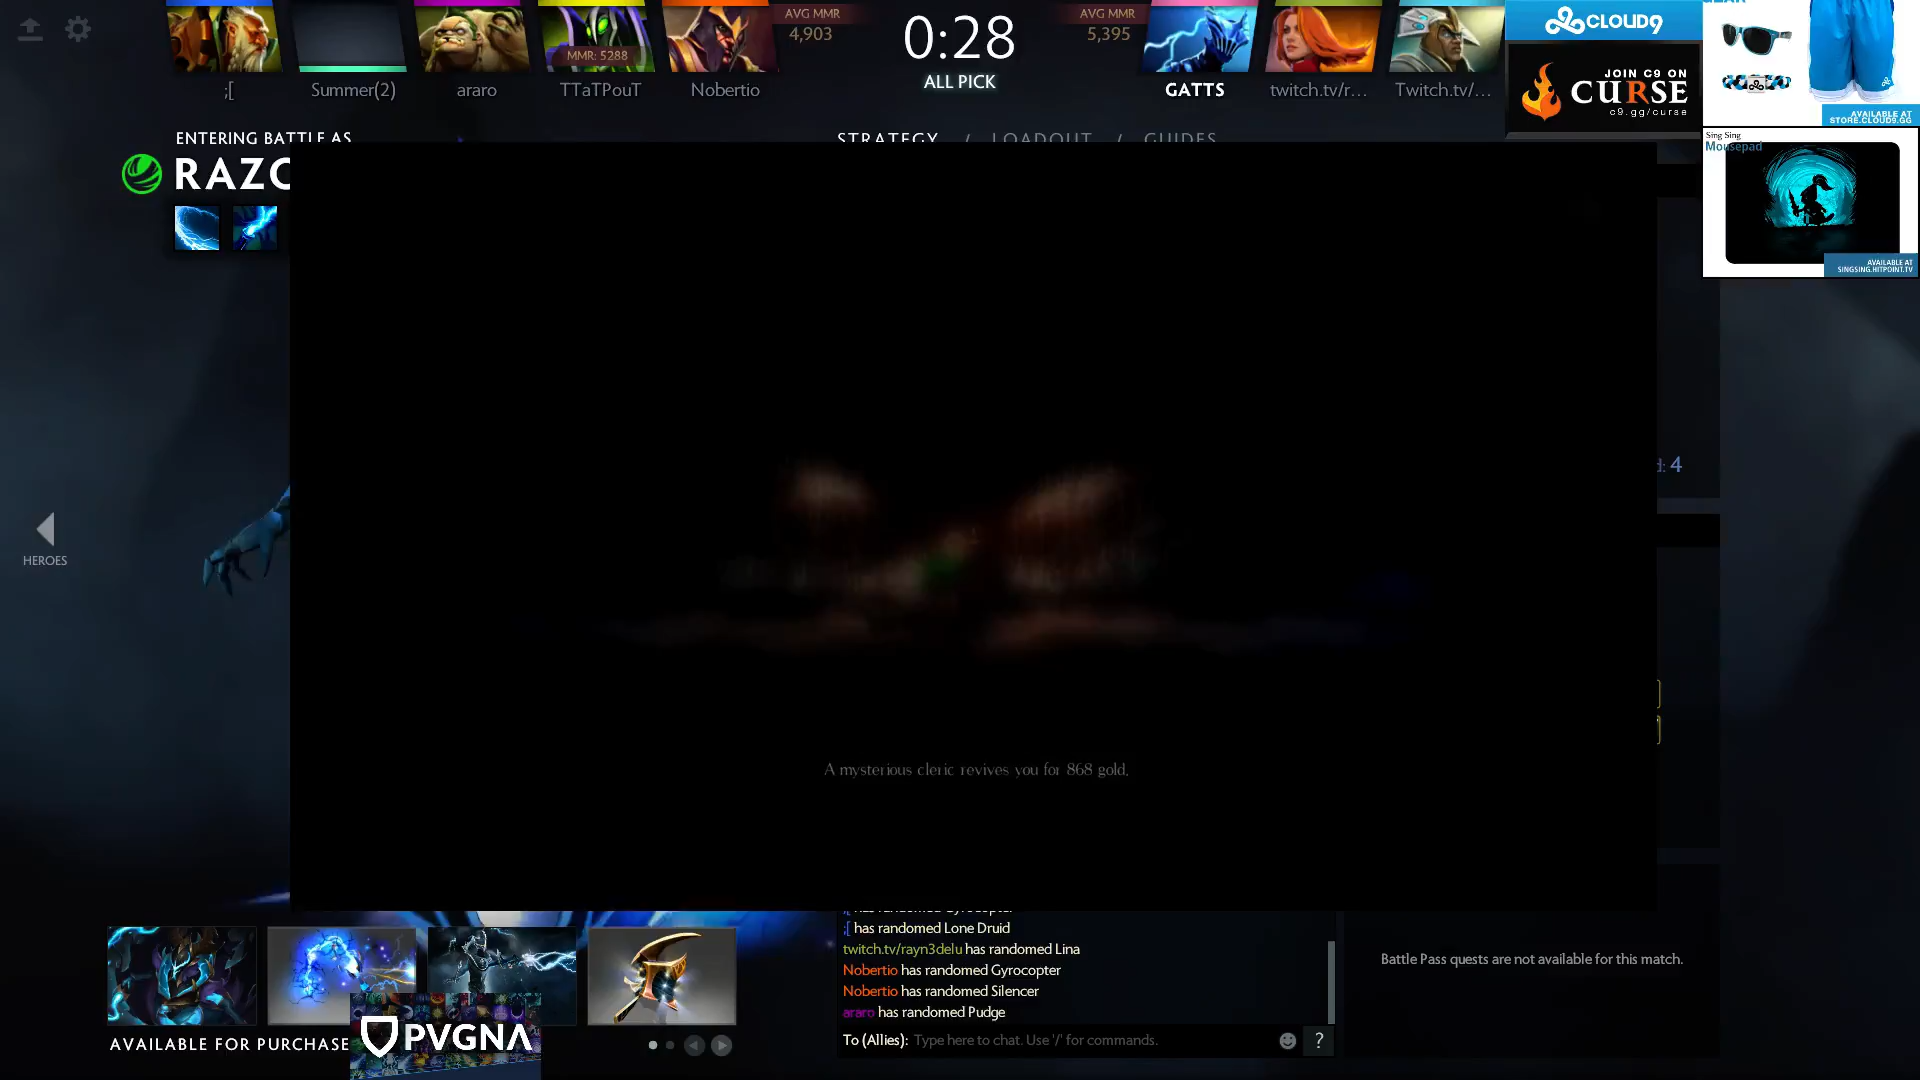 ;[
Summer(2)
araro
MMR: 5288
TTaTPouT
Nobertio
AVG MMR
4,903
0:28
ALL PICK
AVG MMR
5,395
GATTS
twitch.tv/r...
Twitch.tv/...
CLOUD9
JOIN C9 ON
CURSE
c9.gg/curse
GEAR
AVAILABLE AT
STORE.CLOUD9.GG
Sing Sing
Mousepad
AVAILABLE AT
SINGSING.HITPOINT.TV
ENTERING BATTLE AS
RAZO
STRATEGY / LOADOUT / GUIDES
d: 4
HEROES
A mysterious cleric revives you for 868 gold.
;[ has randomed Gyrocopter
;[ has randomed Lone Druid
twitch.tv/rayn3delu has randomed Lina
Nobertio has randomed Gyrocopter
Nobertio has randomed Silencer
araro has randomed Pudge
To (Allies): Type here to chat. Use '/' for commands.
?
Battle Pass quests are not available for this match.
AVAILABLE FOR PURCHASE
PVGNA